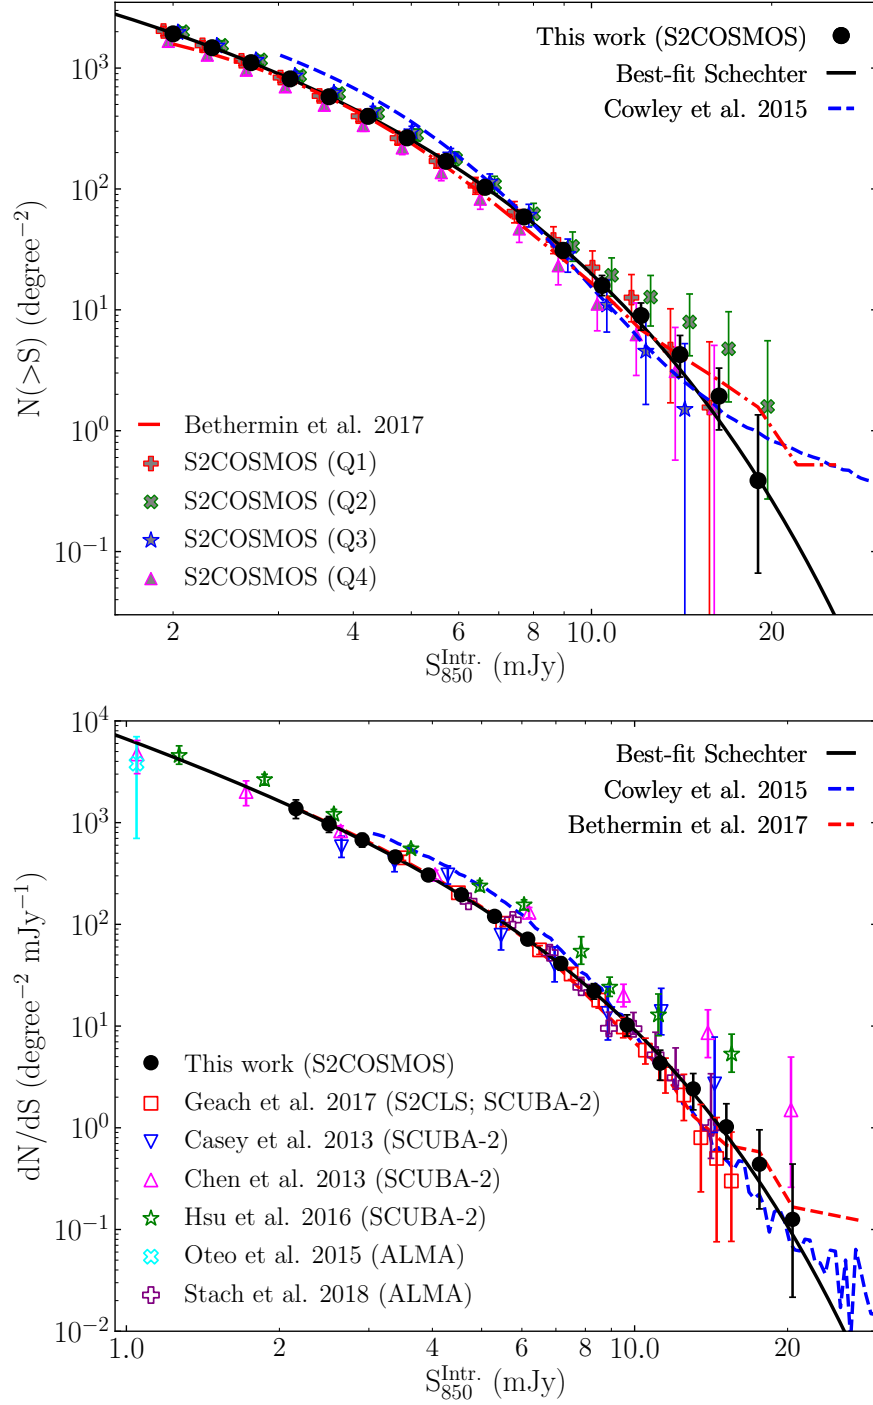 10³
10²
10¹
10⁰
10⁻¹
N(>S) (degree⁻²)
This work (S2COSMOS)
Best-fit Schechter
Cowley et al. 2015
Bethermin et al. 2017
S2COSMOS (Q1)
S2COSMOS (Q2)
S2COSMOS (Q3)
S2COSMOS (Q4)
2 4 6 8 10.0 20
S₈₅₀^Intr. (mJy)
10⁴
10³
10²
10¹
10⁰
10⁻¹
10⁻²
dN/dS (degree⁻² mJy⁻¹)
Best-fit Schechter
Cowley et al. 2015
Bethermin et al. 2017
This work (S2COSMOS)
Geach et al. 2017 (S2CLS; SCUBA-2)
Casey et al. 2013 (SCUBA-2)
Chen et al. 2013 (SCUBA-2)
Hsu et al. 2016 (SCUBA-2)
Oteo et al. 2015 (ALMA)
Stach et al. 2018 (ALMA)
1.0 2 4 6 8 10.0 20
S₈₅₀^Intr. (mJy)